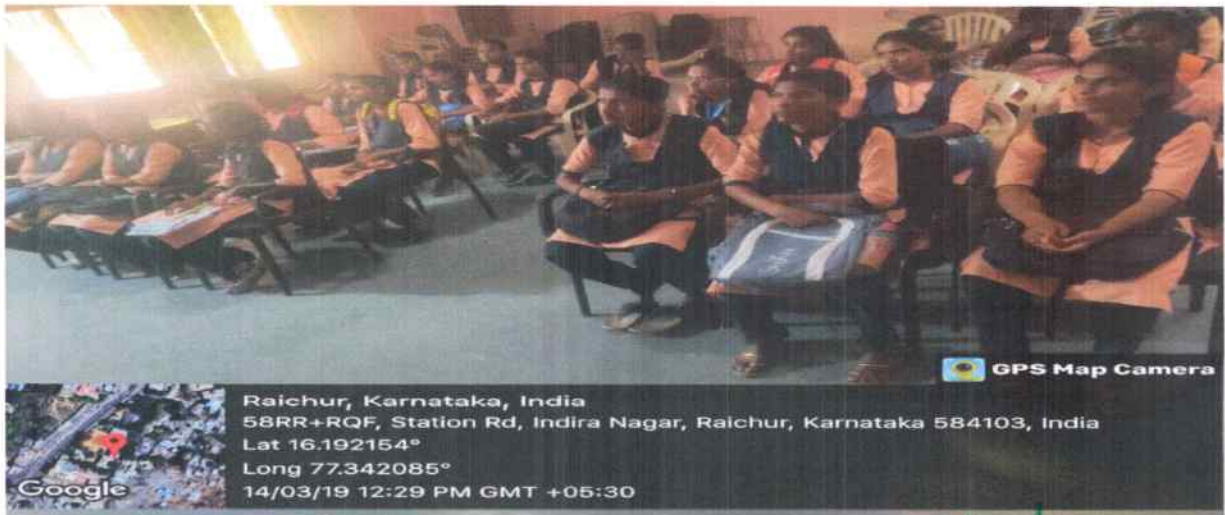 GPS Map Camera
Raichur, Karnataka, India
58RR+RQF, Station Rd, Indira Nagar, Raichur, Karnataka 584103, India
Lat 16.192154°
Long 77.342085°
14/03/19 12:29 PM GMT +05:30
Google